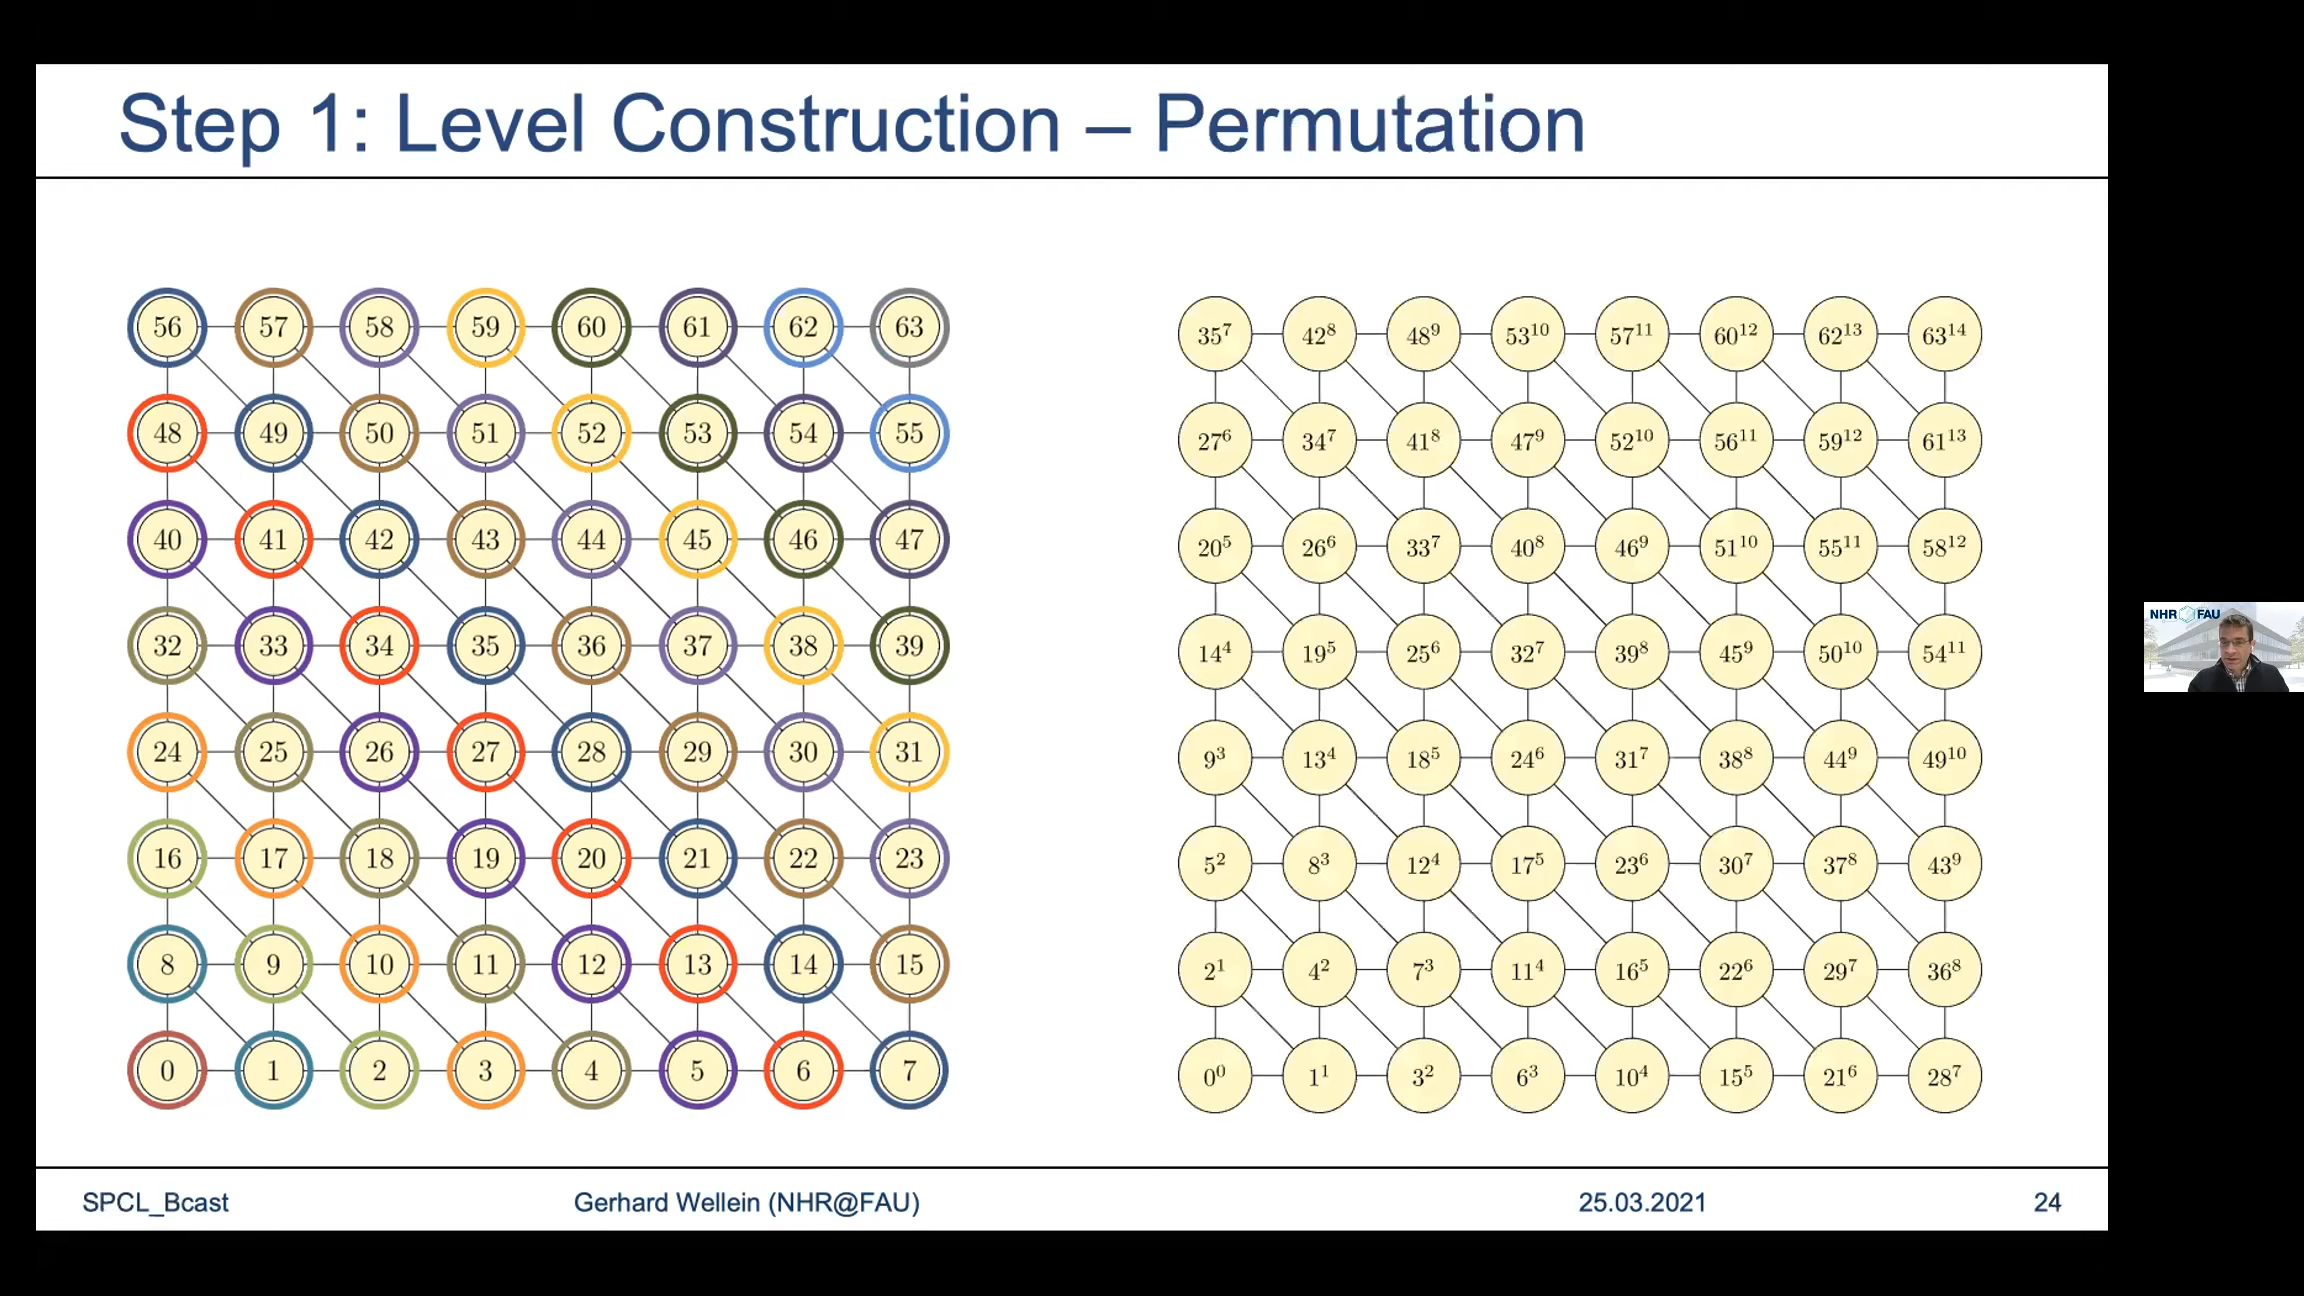 Step 1: Level Construction – Permutation
56 57 58 59 60 61 62 63
48 49 50 51 52 53 54 55
40 41 42 43 44 45 46 47
32 33 34 35 36 37 38 39
24 25 26 27 28 29 30 31
16 17 18 19 20 21 22 23
8 9 10 11 12 13 14 15
0 1 2 3 4 5 6 7
35⁷ 42⁸ 48⁹ 53¹⁰ 57¹¹ 60¹² 62¹³ 63¹⁴
27⁶ 34⁷ 41⁸ 47⁹ 52¹⁰ 56¹¹ 59¹² 61¹³
20⁵ 26⁶ 33⁷ 40⁸ 46⁹ 51¹⁰ 55¹¹ 58¹²
14⁴ 19⁵ 25⁶ 32⁷ 39⁸ 45⁹ 50¹⁰ 54¹¹
9³ 13⁴ 18⁵ 24⁶ 31⁷ 38⁸ 44⁹ 49¹⁰
5² 8³ 12⁴ 17⁵ 23⁶ 30⁷ 37⁸ 43⁹
2¹ 4² 7³ 11⁴ 16⁵ 22⁶ 29⁷ 36⁸
0⁰ 1¹ 3² 6³ 10⁴ 15⁵ 21⁶ 28⁷
NHR FAU
SPCL_Bcast Gerhard Wellein (NHR@FAU) 25.03.2021 24